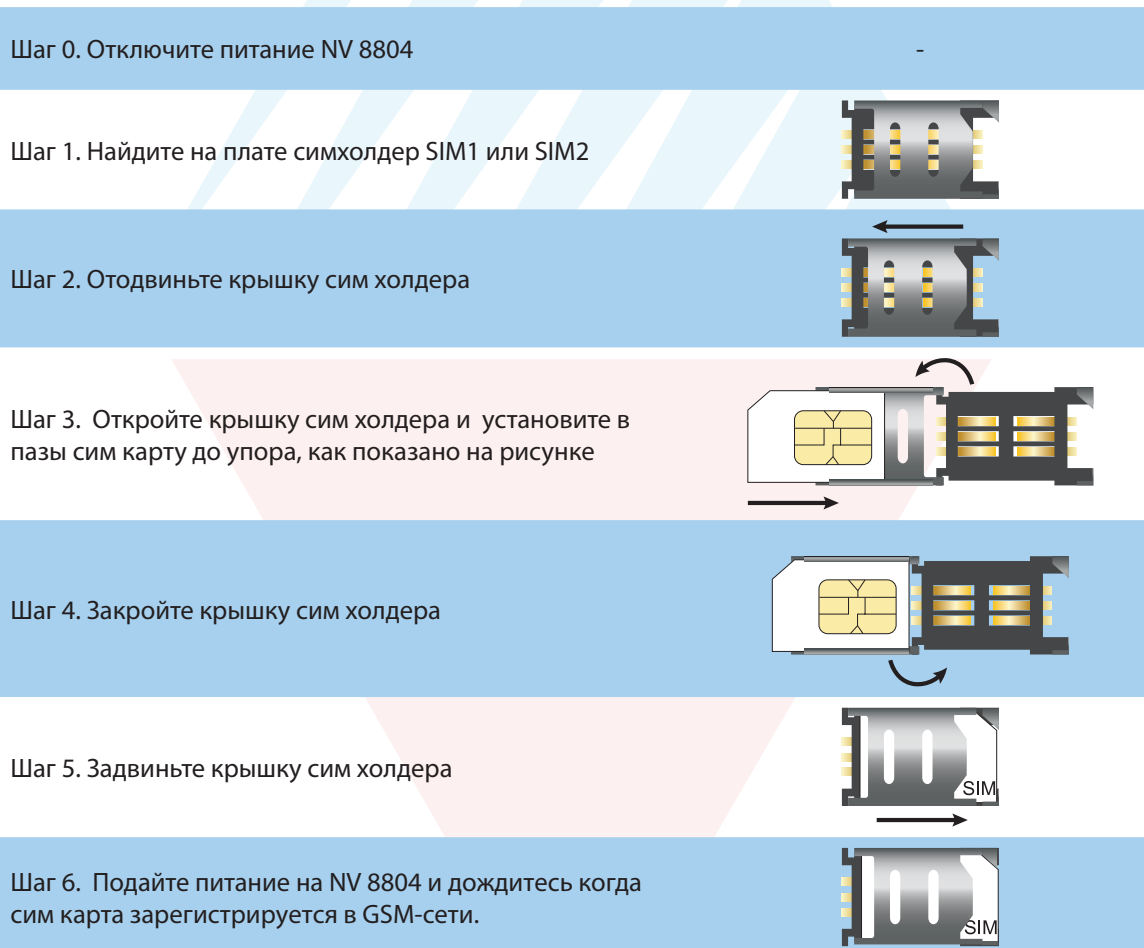 Шаг 0. Отключите питание NV 8804
-
Шаг 1. Найдите на плате симхолдер SIM1 или SIM2
Шаг 2. Отодвиньте крышку сим холдера
Шаг 3. Откройте крышку сим холдера и установите в
пазы сим карту до упора, как показано на рисунке
Шаг 4. Закройте крышку сим холдера
Шаг 5. Задвиньте крышку сим холдера
SIM
Шаг 6. Подайте питание на NV 8804 и дождитесь когда
сим карта зарегистрируется в GSM-сети.
SIM